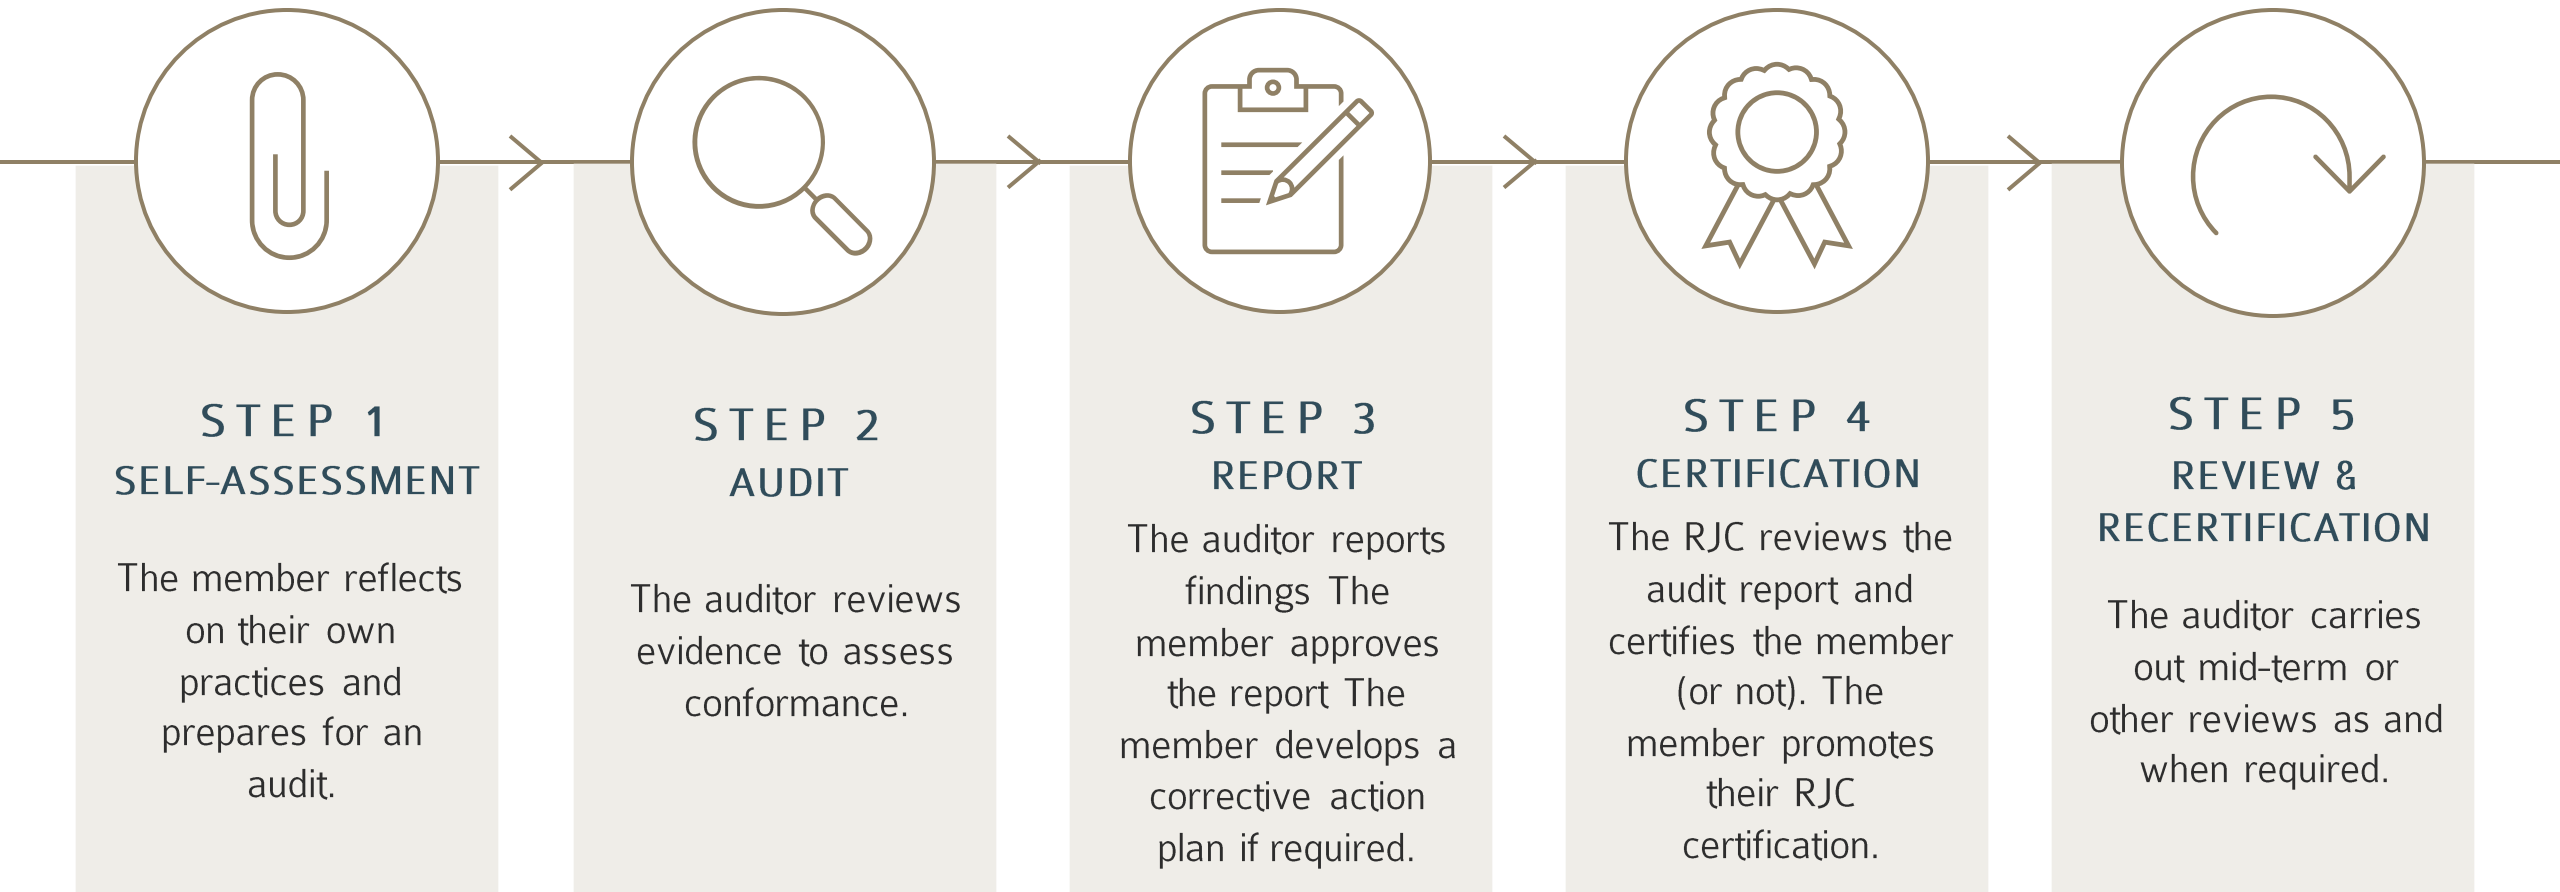 STEP 1
SELF-ASSESSMENT
The member reflects
on their own
practices and
prepares for an
audit.
STEP 2
AUDIT
The auditor reviews
evidence to assess
conformance.
STEP 3
REPORT
The auditor reports
findings The
member approves
the report The
member develops a
corrective action
plan if required.
STEP 4
CERTIFICATION
The RJC reviews the
audit report and
certifies the member
(or not). The
member promotes
their RJC
certification.
STEP 5
REVIEW &
RECERTIFICATION
The auditor carries
out mid-term or
other reviews as and
when required.